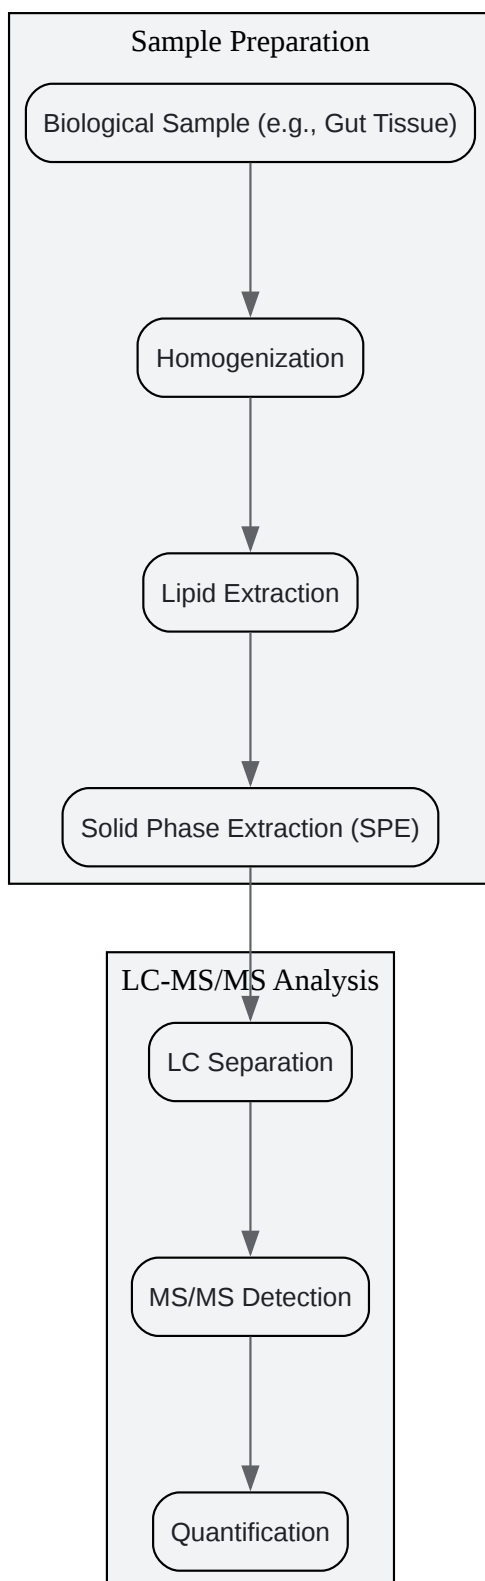 Sample Preparation
Biological Sample (e.g., Gut Tissue)
Homogenization
Lipid Extraction
Solid Phase Extraction (SPE)
LC-MS/MS Analysis
LC Separation
MS/MS Detection
Quantification